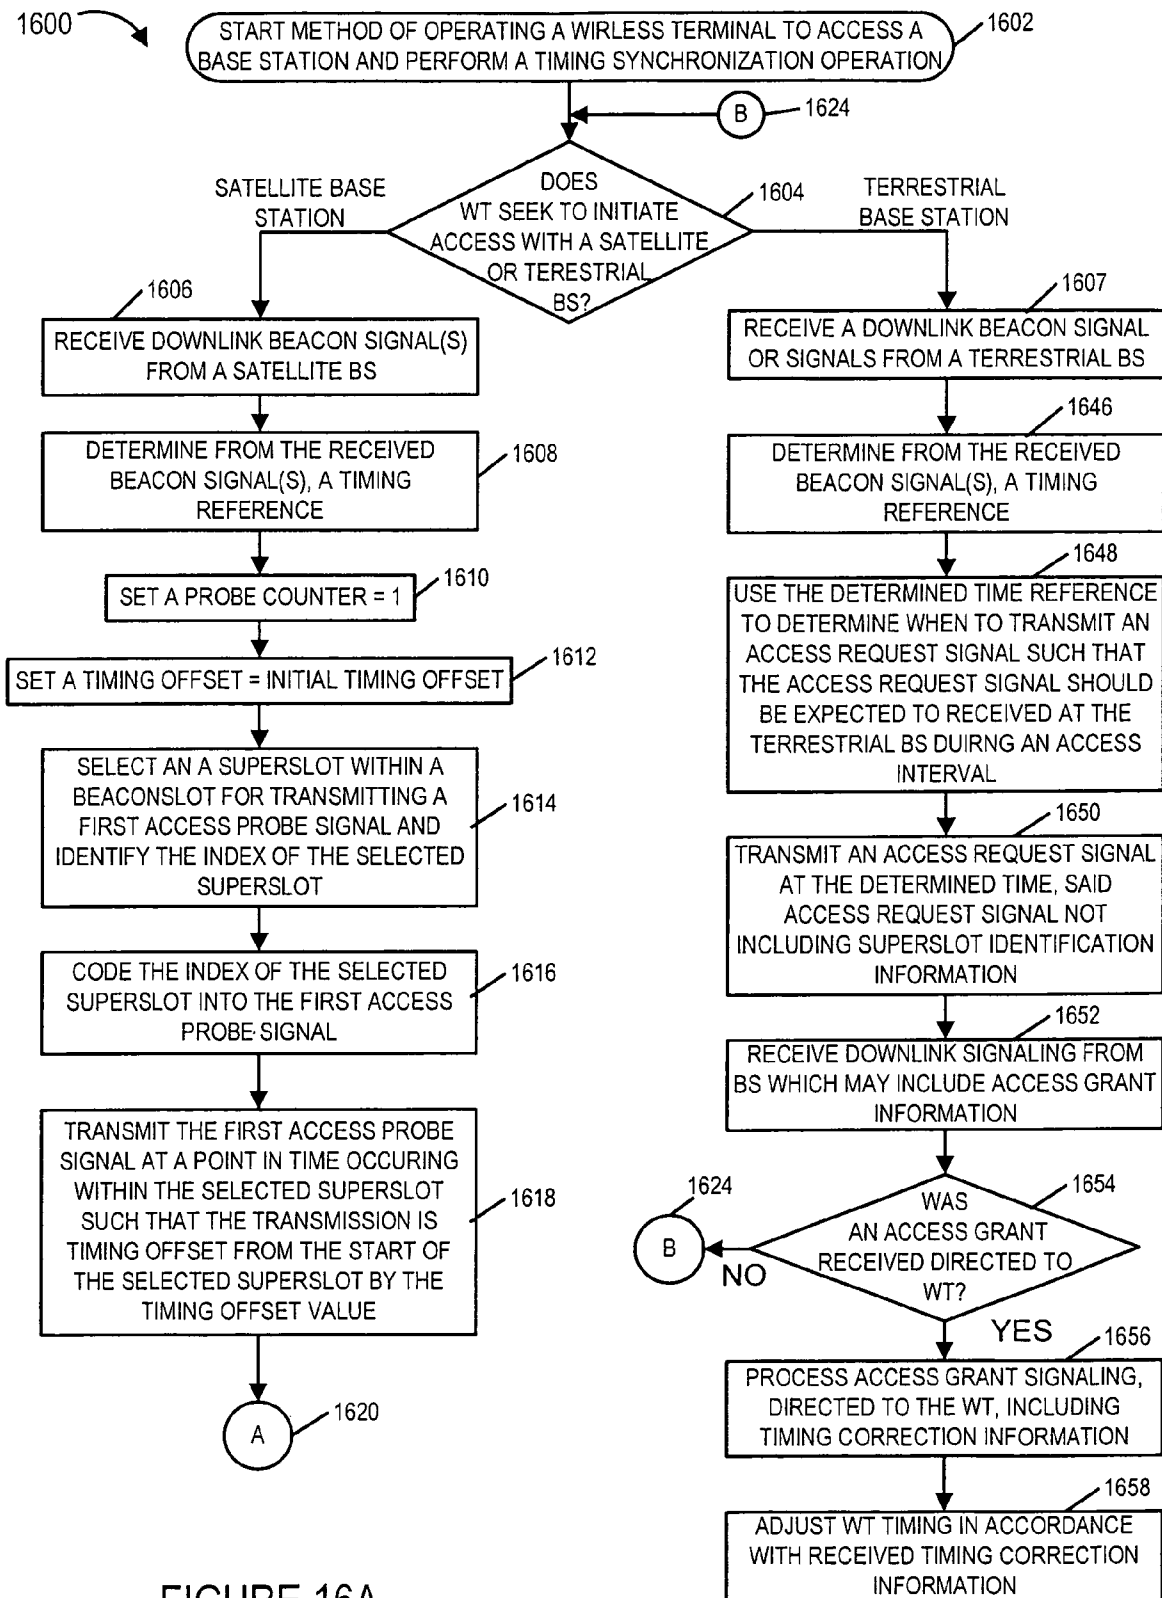 1600
START METHOD OF OPERATING A WIRLESS TERMINAL TO ACCESS A
BASE STATION AND PERFORM A TIMING SYNCHRONIZATION OPERATION
1602
B
1624
DOES
WT SEEK TO INITIATE
ACCESS WITH A SATELLITE
OR TERESTRIAL
BS?
1604
SATELLITE BASE
STATION
TERRESTRIAL
BASE STATION
1606
RECEIVE DOWNLINK BEACON SIGNAL(S)
FROM A SATELLITE BS
DETERMINE FROM THE RECEIVED
BEACON SIGNAL(S), A TIMING
REFERENCE
1608
SET A PROBE COUNTER = 1
1610
SET A TIMING OFFSET = INITIAL TIMING OFFSET
1612
SELECT AN A SUPERSLOT WITHIN A
BEACONSLOT FOR TRANSMITTING A
FIRST ACCESS PROBE SIGNAL AND
IDENTIFY THE INDEX OF THE SELECTED
SUPERSLOT
1614
CODE THE INDEX OF THE SELECTED
SUPERSLOT INTO THE FIRST ACCESS
PROBE SIGNAL
1616
TRANSMIT THE FIRST ACCESS PROBE
SIGNAL AT A POINT IN TIME OCCURING
WITHIN THE SELECTED SUPERSLOT
SUCH THAT THE TRANSMISSION IS
TIMING OFFSET FROM THE START OF
THE SELECTED SUPERSLOT BY THE
TIMING OFFSET VALUE
1618
A
1620
1607
RECEIVE A DOWNLINK BEACON SIGNAL
OR SIGNALS FROM A TERRESTRIAL BS
1646
DETERMINE FROM THE RECEIVED
BEACON SIGNAL(S), A TIMING
REFERENCE
1648
USE THE DETERMINED TIME REFERENCE
TO DETERMINE WHEN TO TRANSMIT AN
ACCESS REQUEST SIGNAL SUCH THAT
THE ACCESS REQUEST SIGNAL SHOULD
BE EXPECTED TO RECEIVED AT THE
TERRESTRIAL BS DUIRNG AN ACCESS
INTERVAL
1650
TRANSMIT AN ACCESS REQUEST SIGNAL
AT THE DETERMINED TIME, SAID
ACCESS REQUEST SIGNAL NOT
INCLUDING SUPERSLOT IDENTIFICATION
INFORMATION
1652
RECEIVE DOWNLINK SIGNALING FROM
BS WHICH MAY INCLUDE ACCESS GRANT
INFORMATION
1654
WAS
AN ACCESS GRANT
RECEIVED DIRECTED TO
WT?
1624
B
NO
YES
1656
PROCESS ACCESS GRANT SIGNALING,
DIRECTED TO THE WT, INCLUDING
TIMING CORRECTION INFORMATION
1658
ADJUST WT TIMING IN ACCORDANCE
WITH RECEIVED TIMING CORRECTION
INFORMATION
FIGURE 16A